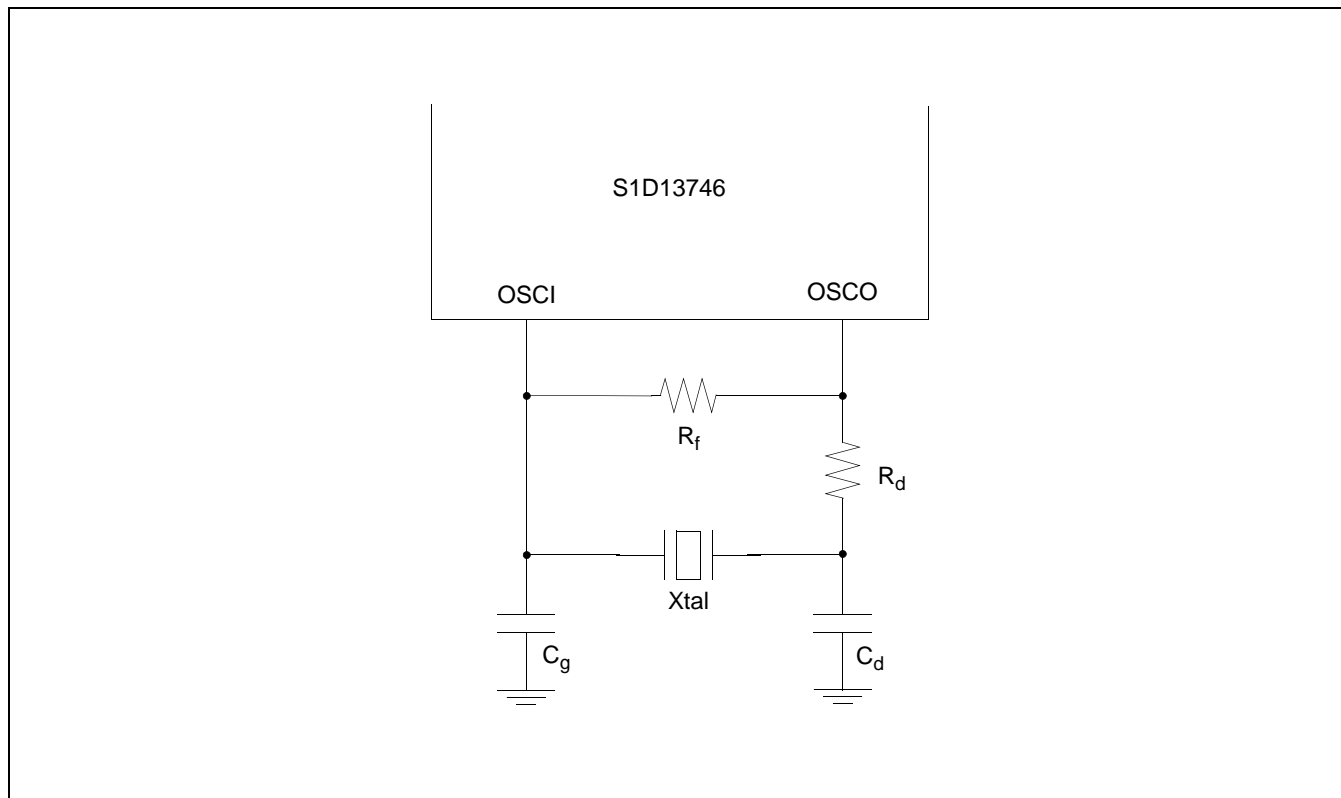 S1D13746
OSCI
OSCO
Rf
Rd
Xtal
Cg
Cd